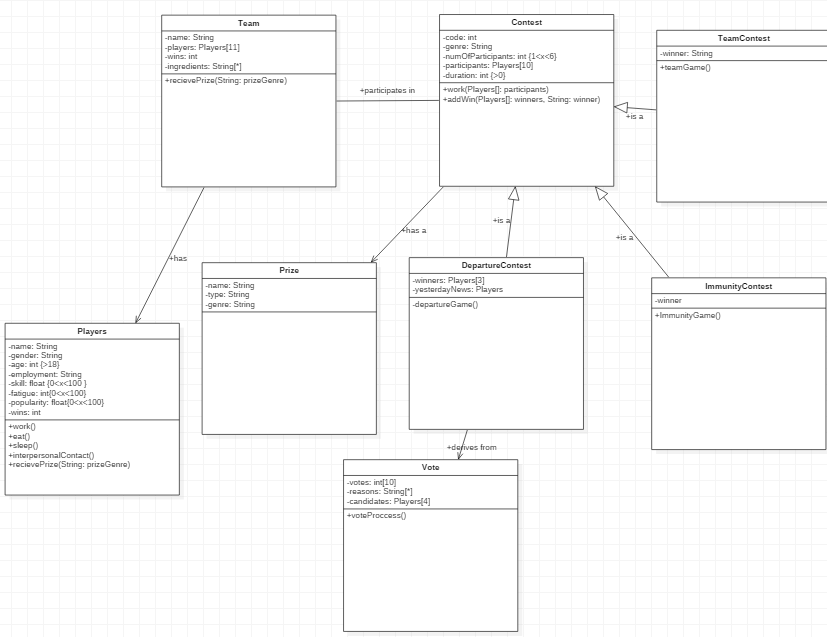 Team
-name: String
-players: Players[11]
-wins: int
-ingredients: String[*]
+recievePrize(String: prizeGenre)
+participates in
Contest
-code: int
-genre: String
-numOfParticipants: int {1<x<6}
-participants: Players[10]
-duration: int {>0}
+work(Players[]: participants)
+addWin(Players[]: winners, String: winner)
TeamContest
-winner: String
+teamGame()
+is a
+has
+has a
+is a
+is a
Prize
-name: String
-type: String
-genre: String
DepartureContest
-winners: Players[3]
-yesterdayNews: Players
-departureGame()
ImmunityContest
-winner
+ImmunityGame()
Players
-name: String
-gender: String
-age: int {>18}
-employment: String
-skill: float {0<x<100 }
-fatigue: int{0<x<100}
-popularity: float{0<x<100}
-wins: int
+work()
+eat()
+sleep()
+interpersonalContact()
+recievePrize(String: prizeGenre)
+derives from
Vote
-votes: int[10]
-reasons: String[*]
-candidates: Players[4]
+voteProccess()